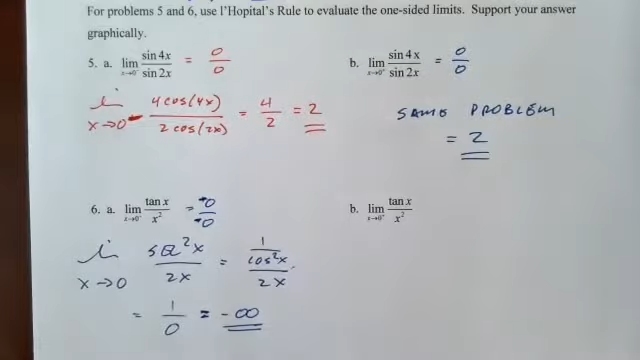 For problems 5 and 6, use l'Hopital's Rule to evaluate the one-sided limits. Support your answer
graphically.
5. a. lim x→0⁻ sin 4x / sin 2x = 0/0
b. lim x→0⁺ sin 4x / sin 2x = 0/0
li x→0⁻ 4cos(4x) / 2cos(2x) = 4/2 = 2
SAME PROBLEM
= 2
6. a. lim x→0⁻ tan x / x² = -0/+0
b. lim x→0⁺ tan x / x²
li x→0 sec²x / 2x = 1/cos²x / 2x
= 1/0 = -∞